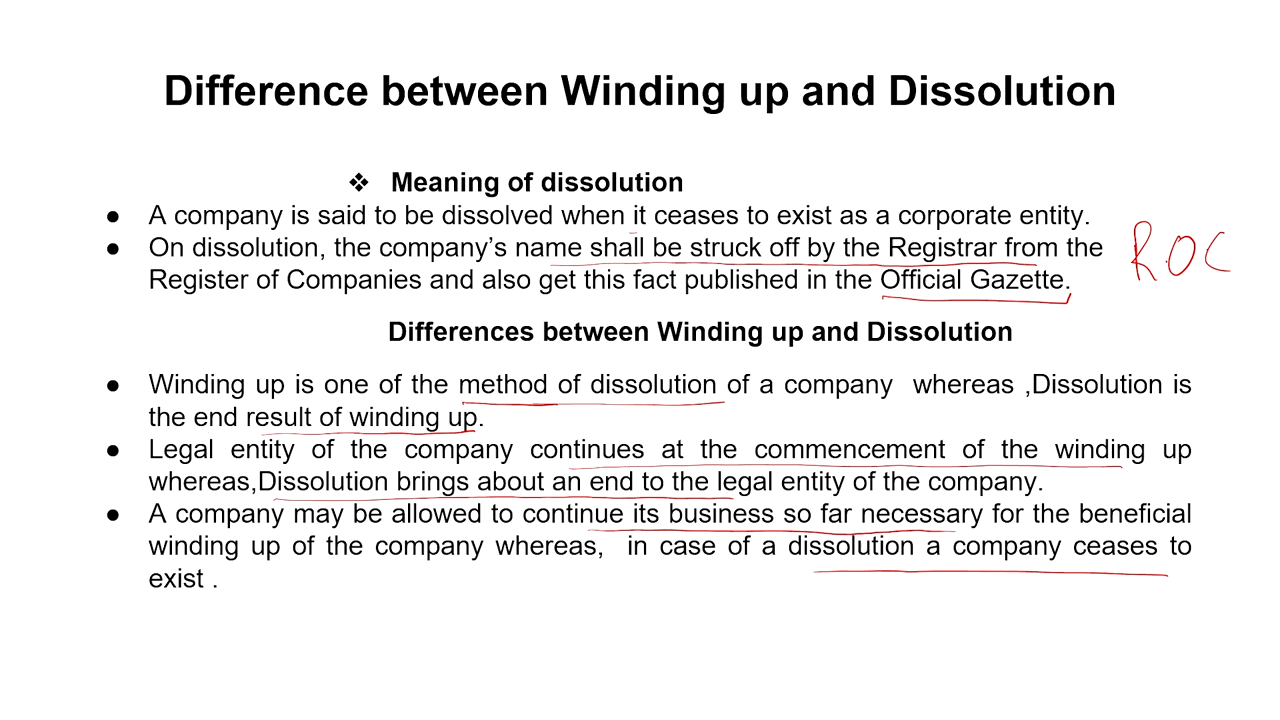 Difference between Winding up and Dissolution
❖ Meaning of dissolution
● A company is said to be dissolved when it ceases to exist as a corporate entity.
● On dissolution, the company's name shall be struck off by the Registrar from the
Register of Companies and also get this fact published in the Official Gazette.
ROC
Differences between Winding up and Dissolution
● Winding up is one of the method of dissolution of a company whereas ,Dissolution is
the end result of winding up.
● Legal entity of the company continues at the commencement of the winding up
whereas,Dissolution brings about an end to the legal entity of the company.
● A company may be allowed to continue its business so far necessary for the beneficial
winding up of the company whereas, in case of a dissolution a company ceases to
exist .